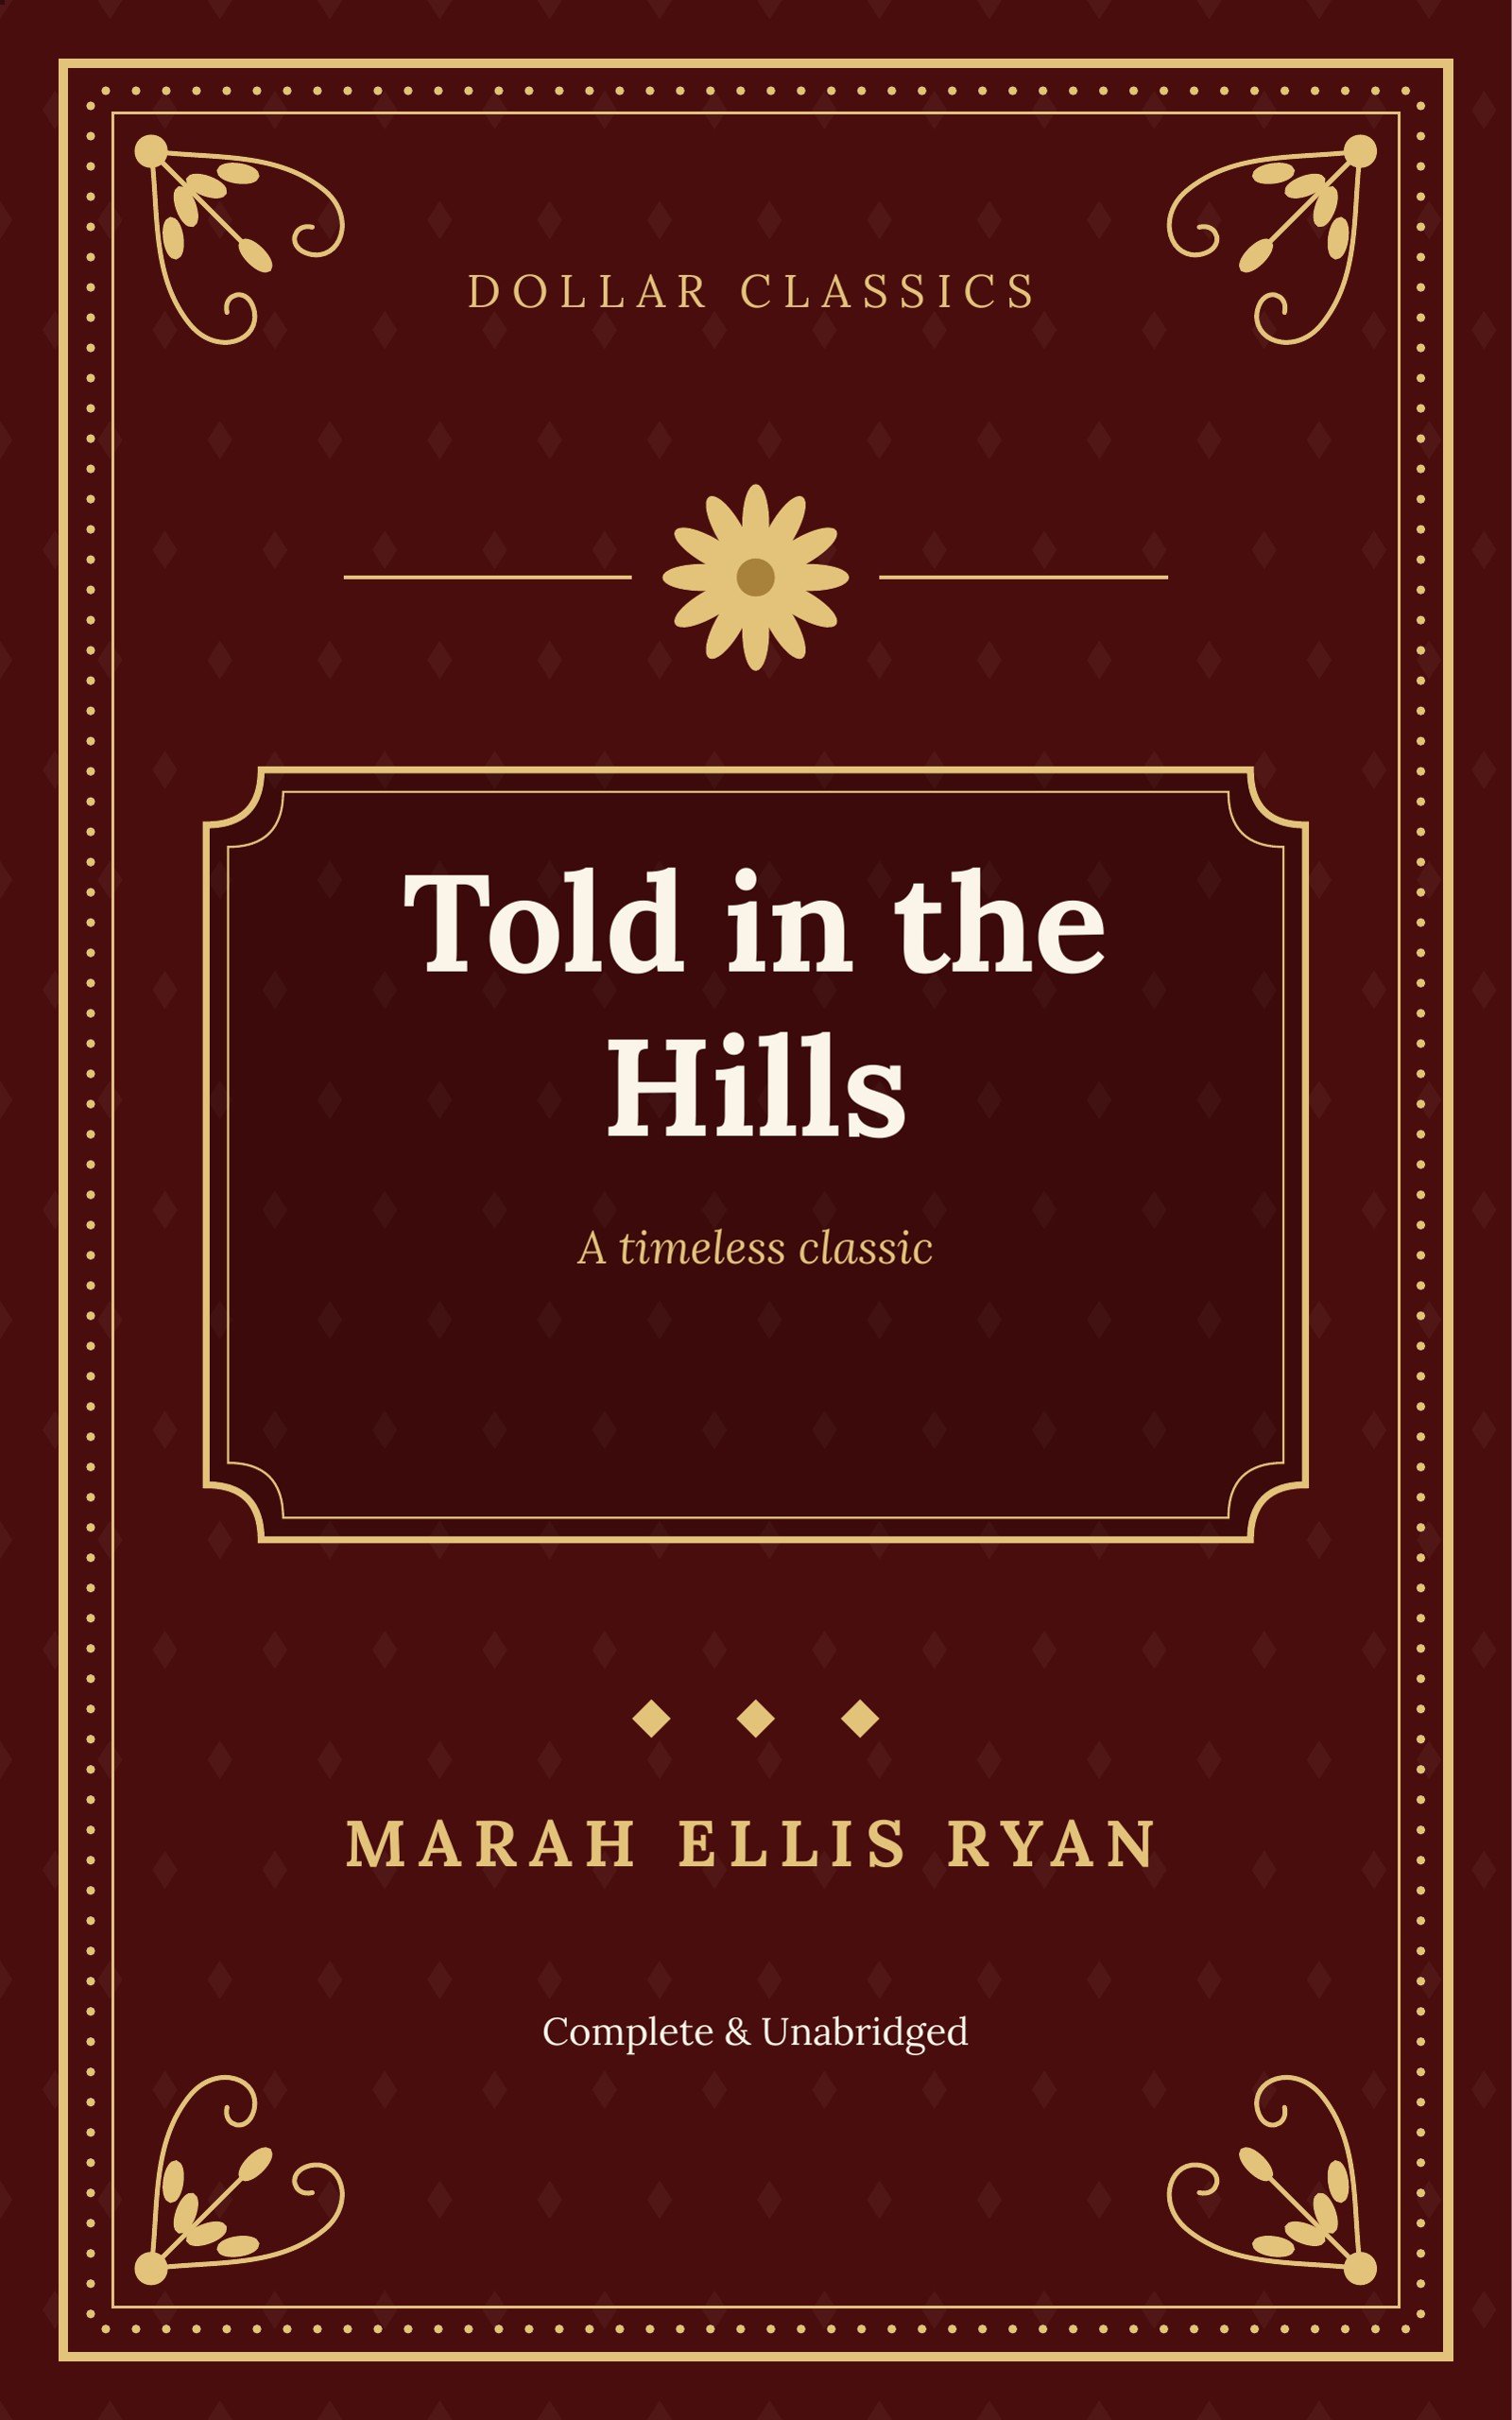 DOLLAR CLASSICS
Told in the
Hills
A timeless classic
MARAH ELLIS RYAN
Complete & Unabridged